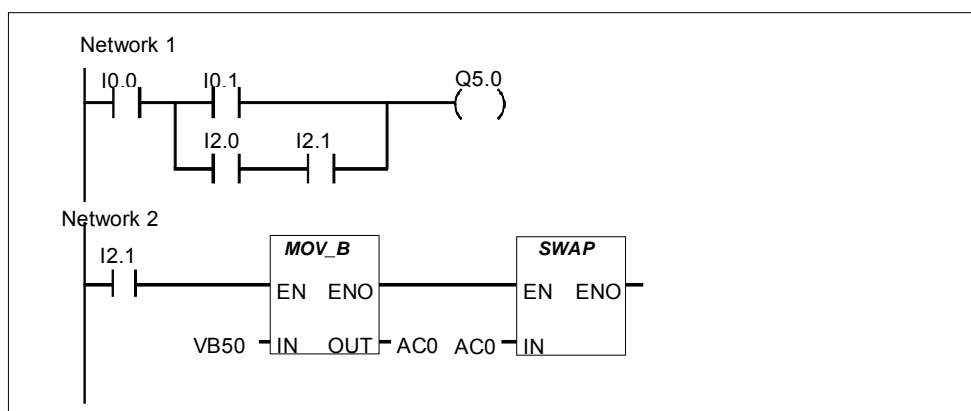 Network 1
I0.0 I0.1 Q5.0
I2.0 I2.1
Network 2
I2.1 MOV_B SWAP
EN ENO EN ENO
VB50 IN OUT AC0 AC0 IN